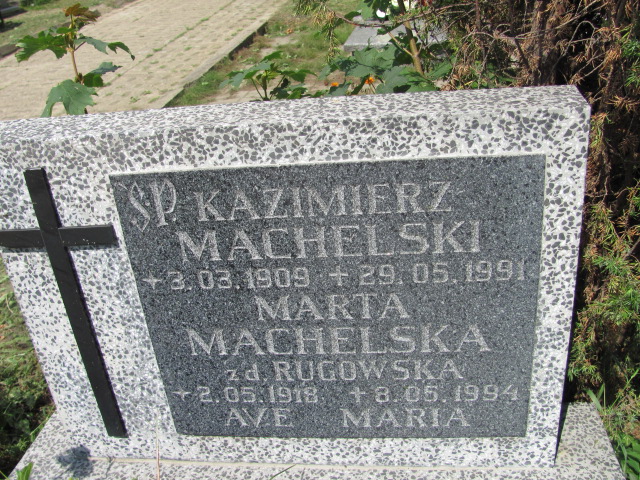 ŚP. KAZIMIERZ
MACHELSKI
+3.03.1909 +29.05.1991
MARTA
MACHELSKA
zd. RUGOWSKA
+2.05.1918 +8.05.1994
AVE MARIA